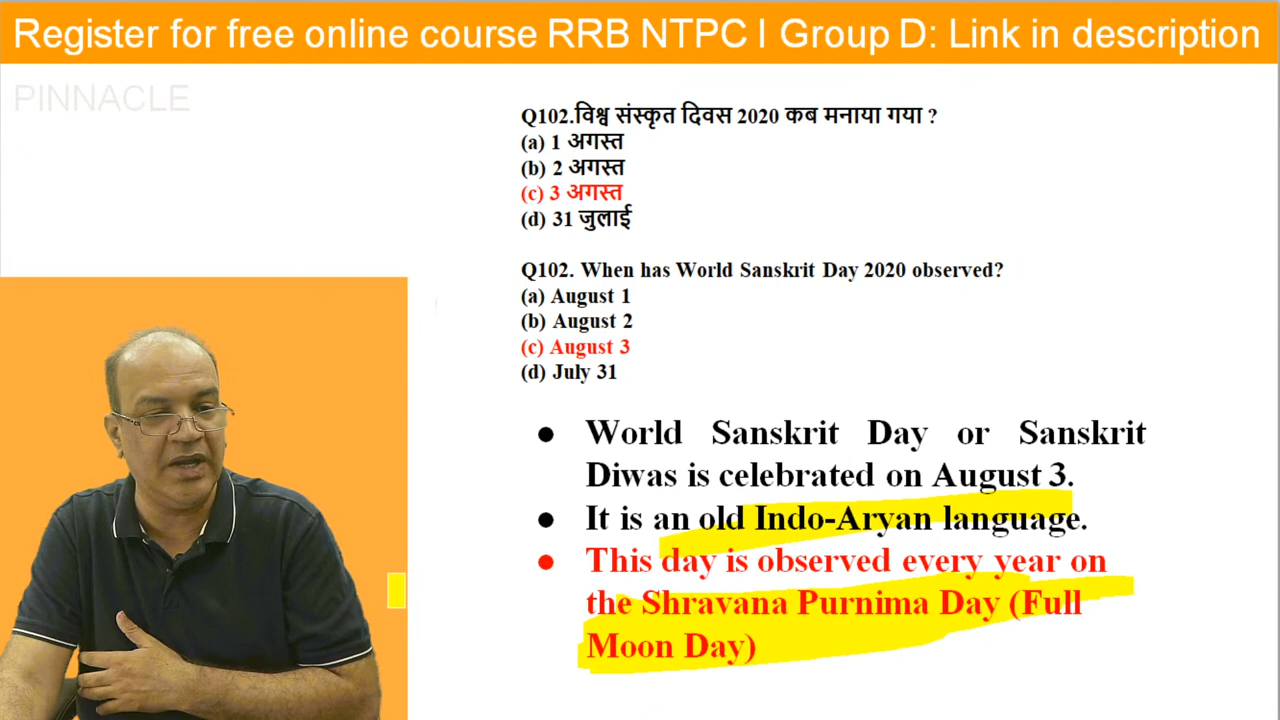 Register for free online course RRB NTPC I Group D: Link in description
PINNACLE
Q102.विश्व संस्कृत दिवस 2020 कब मनाया गया ?
(a) 1 अगस्त
(b) 2 अगस्त
(c) 3 अगस्त
(d) 31 जुलाई
Q102. When has World Sanskrit Day 2020 observed?
(a) August 1
(b) August 2
(c) August 3
(d) July 31
● World Sanskrit Day or Sanskrit
Diwas is celebrated on August 3.
● It is an old Indo-Aryan language.
● This day is observed every year on
the Shravana Purnima Day (Full
Moon Day)